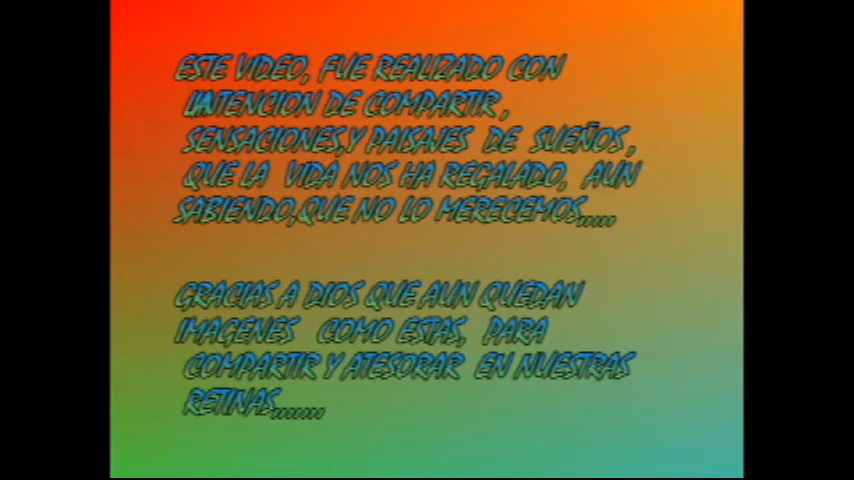 ESTE VIDEO, FUE REALIZADO CON
DE COMPARTIR,
SENSACIONES,Y PAISAJES DE SUEÑOS,
QUE LA VIDA NOS HA REGALADO, AUN
SABIENDO,QUE NO LO MERECEMOS,,,,,
GRACIAS A DIOS QUE AUN QUEDAN
IMAGENES COMO ESTAS, PARA
COMPARTIR Y ATESORAR EN NUESTRAS
RETINAS,,,,,,,,